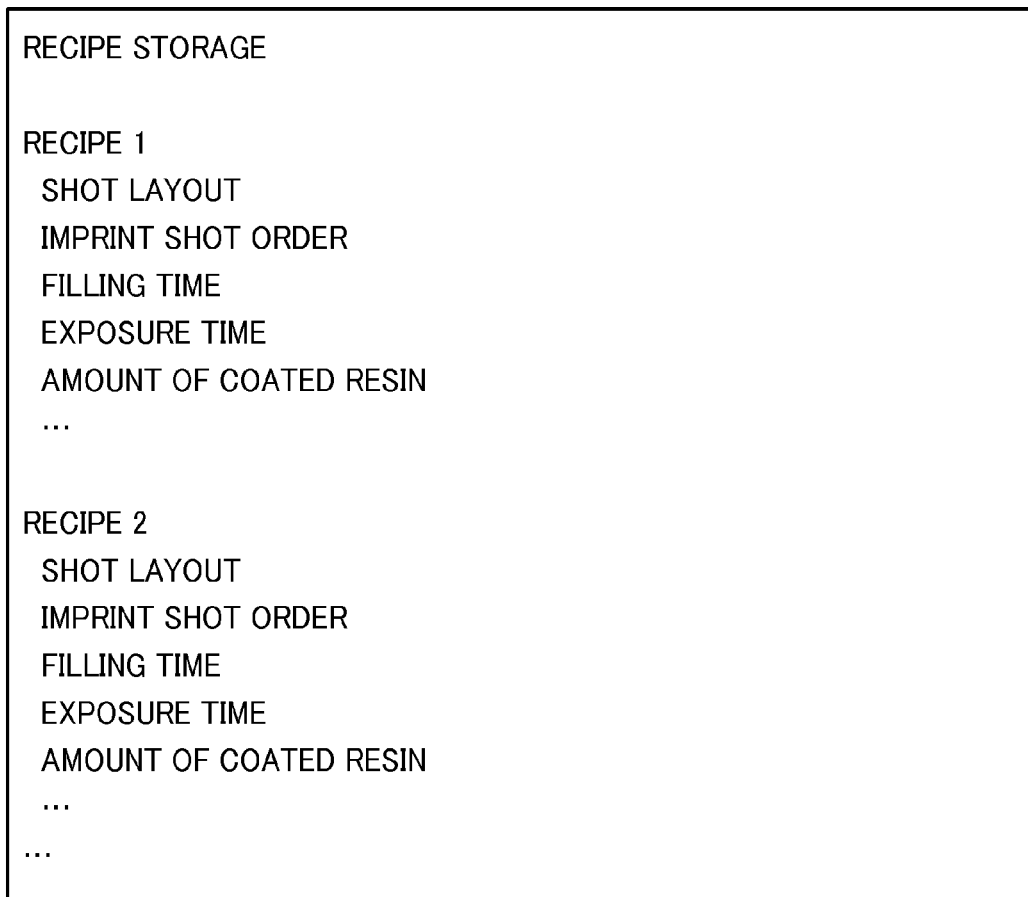 RECIPE STORAGE
RECIPE 1
SHOT LAYOUT
IMPRINT SHOT ORDER
FILLING TIME
EXPOSURE TIME
AMOUNT OF COATED RESIN
...
RECIPE 2
SHOT LAYOUT
IMPRINT SHOT ORDER
FILLING TIME
EXPOSURE TIME
AMOUNT OF COATED RESIN
...
...